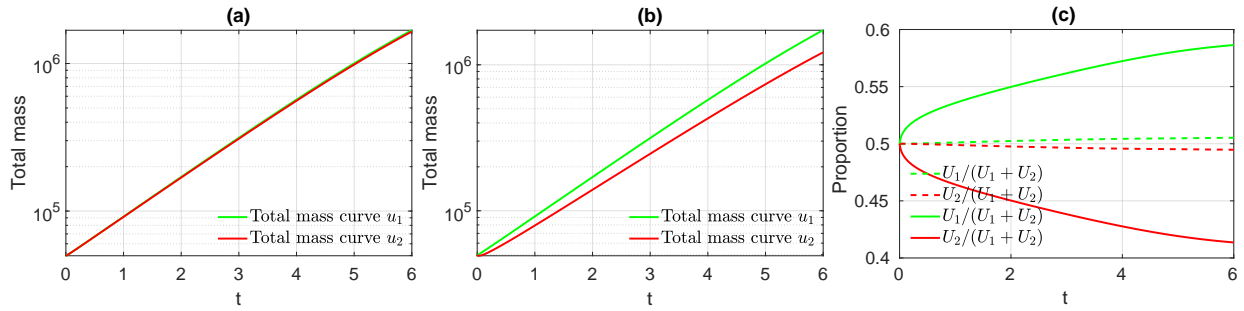 (a)
Total mass
10^6
10^5
Total mass curve u_1
Total mass curve u_2
0 1 2 3 4 5 6
t
(b)
Total mass
10^6
10^5
Total mass curve u_1
Total mass curve u_2
0 1 2 3 4 5 6
t
(c)
Proportion
0.6
0.55
0.5
0.45
0.4
U_1/(U_1 + U_2)
U_2/(U_1 + U_2)
U_1/(U_1 + U_2)
U_2/(U_1 + U_2)
0 2 4 6
t